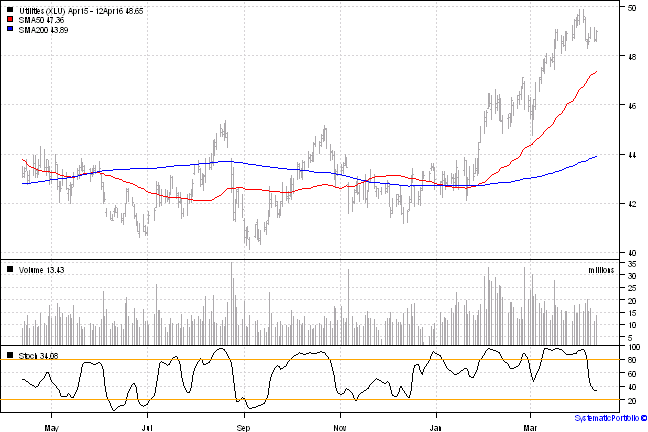 Utilities (XLU) Apr15 - 12Apr16 48.65
SMA50 47.36
SMA200 43.89
50
48
46
44
42
40
Volume 13.43
millions
35
30
25
20
15
10
5
Stoch 34.08
100
80
60
40
20
May
Jul
Sep
Nov
Jan
Mar
SystematicPortfolio ©